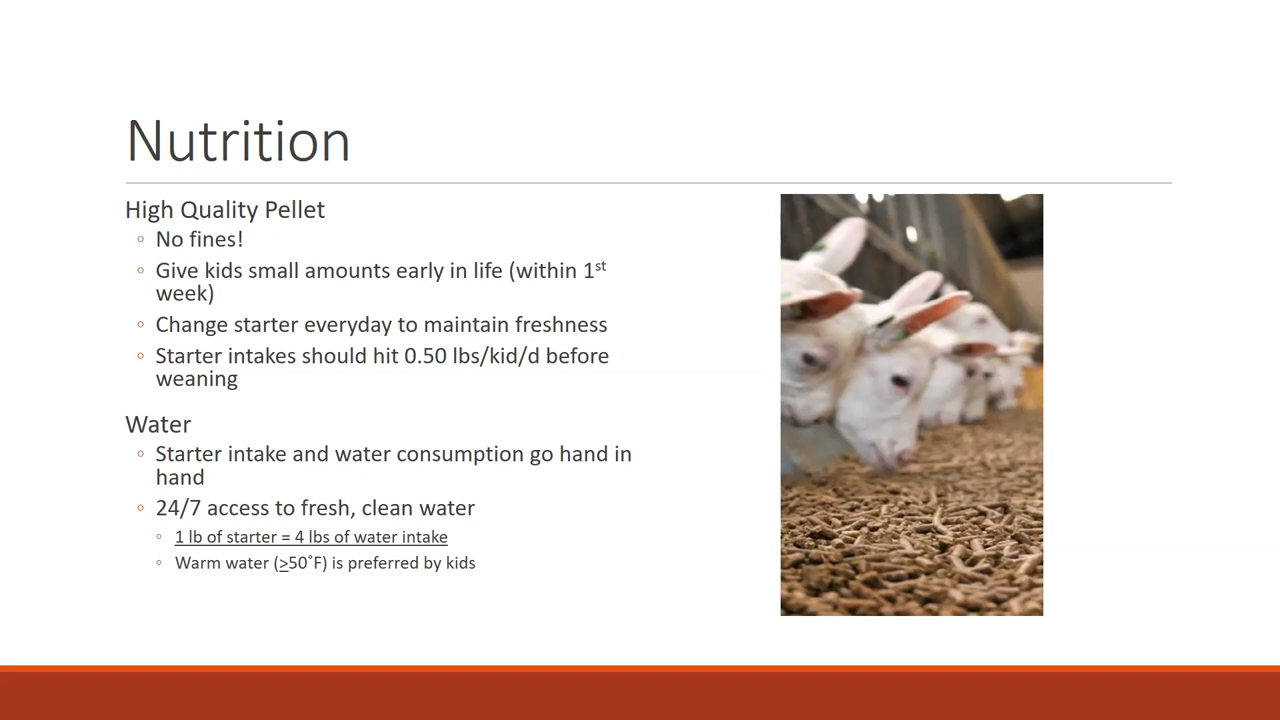 Nutrition
High Quality Pellet
◦ No fines!
◦ Give kids small amounts early in life (within 1st
week)
◦ Change starter everyday to maintain freshness
◦ Starter intakes should hit 0.50 lbs/kid/d before
weaning
Water
◦ Starter intake and water consumption go hand in
hand
◦ 24/7 access to fresh, clean water
◦ 1 lb of starter = 4 lbs of water intake
◦ Warm water (≥50˚F) is preferred by kids